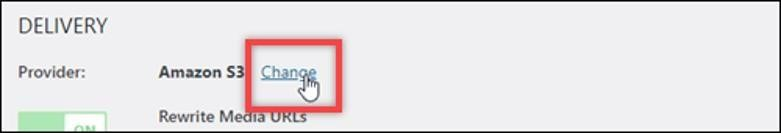 DELIVERY
Provider: Amazon S3 Change
Rewrite Media URLs
ON